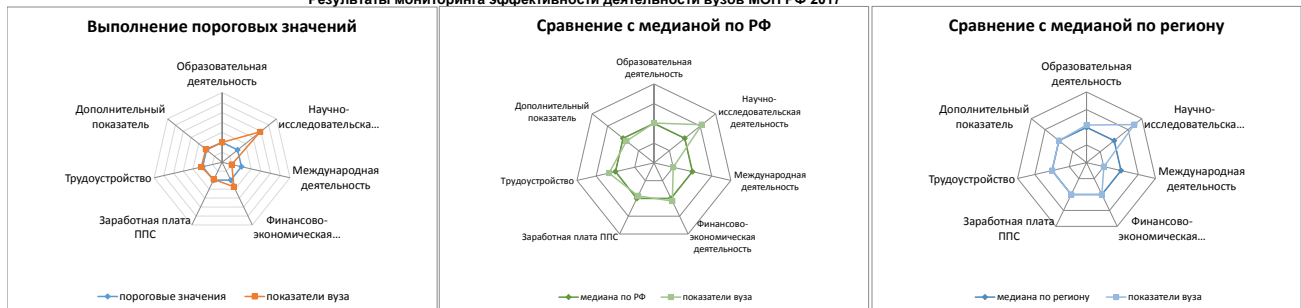 Результаты мониторинга эффективности деятельности вузов МОН РФ 2017
Выполнение пороговых значений
Образовательная
деятельность
Научно-
исследовательска...
Международная
деятельность
Финансово-
экономическая...
Заработная плата
ППС
Трудоустройство
Дополнительный
показатель
пороговые значения
показатели вуза
Сравнение с медианой по РФ
Образовательная
деятельность
Научно-
исследовательская
деятельность
Международная
деятельность
Финансово-
экономическая
деятельность
Заработная плата ППС
Трудоустройство
Дополнительный
показатель
медиана по РФ
показатели вуза
Сравнение с медианой по региону
Образовательная
деятельность
Научно-
исследовательска...
Международная
деятельность
Финансово-
экономическая...
Заработная плата
ППС
Трудоустройство
Дополнительный
показатель
медиана по региону
показатели вуза